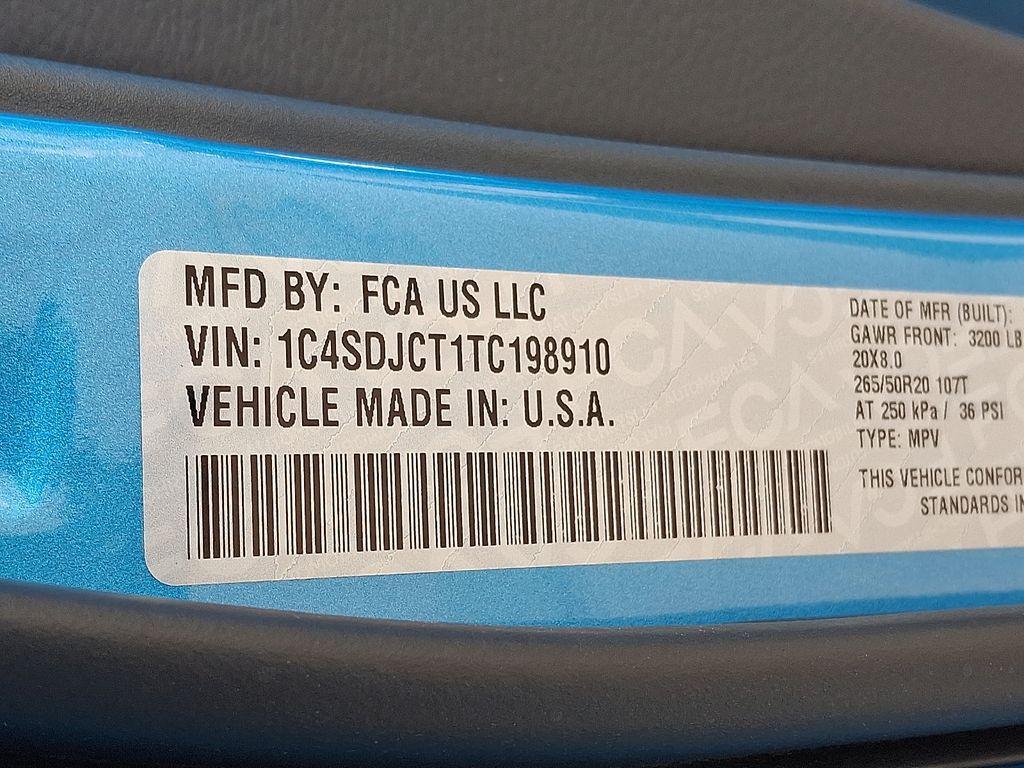 MFD BY: FCA US LLC
VIN: 1C4SDJCT1TC198910
VEHICLE MADE IN: U.S.A.
DATE OF MFR (BUILT):
GAWR FRONT: 3200 LB
20X8.0
265/50R20 107T
AT 250 kPa / 36 PSI
TYPE: MPV
THIS VEHICLE CONFOR
STANDARDS IN